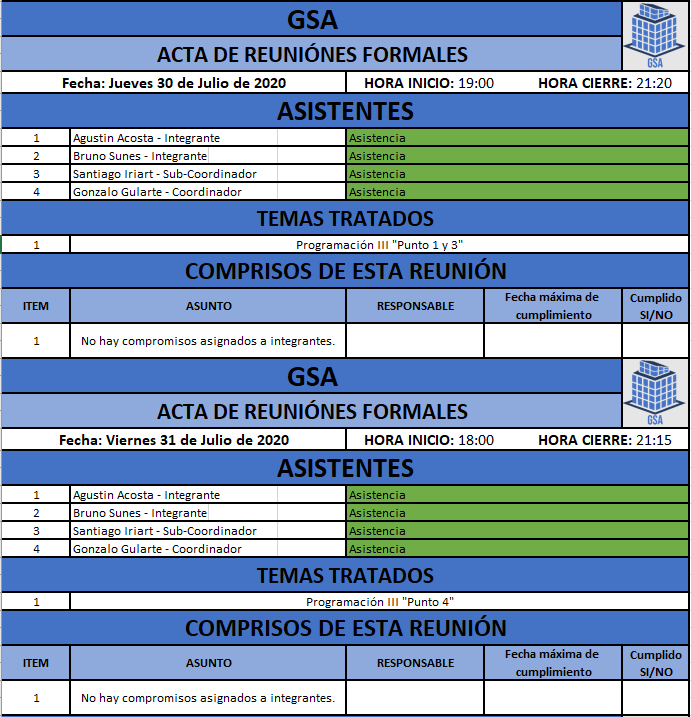 GSA
GSA
ACTA DE REUNIÓNES FORMALES
Fecha: Jueves 30 de Julio de 2020 HORA INICIO: 19:00 HORA CIERRE: 21:20
ASISTENTES
1 Agustin Acosta - Integrante Asistencia
2 Bruno Sunes - Integrante Asistencia
3 Santiago Iriart - Sub-Coordinador Asistencia
4 Gonzalo Gularte - Coordinador Asistencia
TEMAS TRATADOS
1 Programación III "Punto 1 y 3"
COMPRISOS DE ESTA REUNIÓN
ITEM ASUNTO RESPONSABLE Fecha máxima de cumplimiento Cumplido SI/NO
1 No hay compromisos asignados a integrantes.
GSA
GSA
ACTA DE REUNIÓNES FORMALES
Fecha: Viernes 31 de Julio de 2020 HORA INICIO: 18:00 HORA CIERRE: 21:15
ASISTENTES
1 Agustin Acosta - Integrante Asistencia
2 Bruno Sunes - Integrante Asistencia
3 Santiago Iriart - Sub-Coordinador Asistencia
4 Gonzalo Gularte - Coordinador Asistencia
TEMAS TRATADOS
1 Programación III "Punto 4"
COMPRISOS DE ESTA REUNIÓN
ITEM ASUNTO RESPONSABLE Fecha máxima de cumplimiento Cumplido SI/NO
1 No hay compromisos asignados a integrantes.